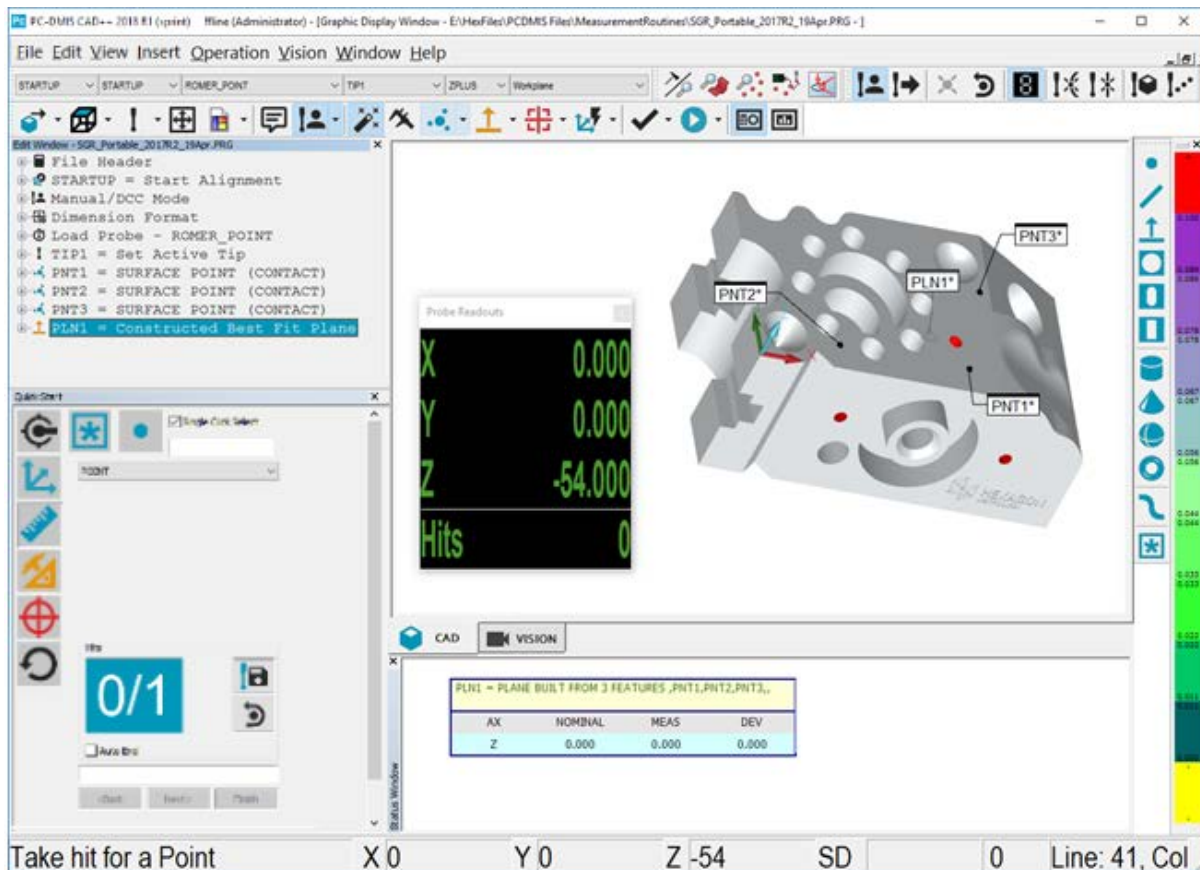 PC-DMIS CAD++ 2018 R1 (sprint) ffline (Administrator) - [Graphic Display Window - E:\HexFiles\PCDMIS Files\MeasurementRoutines\SGR_Portable_2017R2_19Apr.PRG - ]
File Edit View Insert Operation Vision Window Help
STARTUP STARTUP ROMER_POINT TIP1 ZPLUS Workplane
Edit Window - SGR_Portable_2017R2_19Apr.PRG
File Header
STARTUP = Start Alignment
Manual/DCC Mode
Dimension Format
Load Probe - ROMER_POINT
TIP1 = Set Active Tip
PNT1 = SURFACE POINT (CONTACT)
PNT2 = SURFACE POINT (CONTACT)
PNT3 = SURFACE POINT (CONTACT)
PLN1 = Constructed Best Fit Plane
Probe Readouts
X 0.000
Y 0.000
Z -54.000
Hits 0
PNT3*
PLN1*
PNT2*
PNT1*
X
HEXAGON
QuickStart
Single Click Select
POINT
Hits
0/1
Auto End
<Back Next> Finish
CAD VISION
Status Window
PLN1 = PLANE BUILT FROM 3 FEATURES ,PNT1,PNT2,PNT3,,
AX NOMINAL MEAS DEV
Z 0.000 0.000 0.000
Take hit for a Point X 0 Y 0 Z -54 SD 0 Line: 41, Col